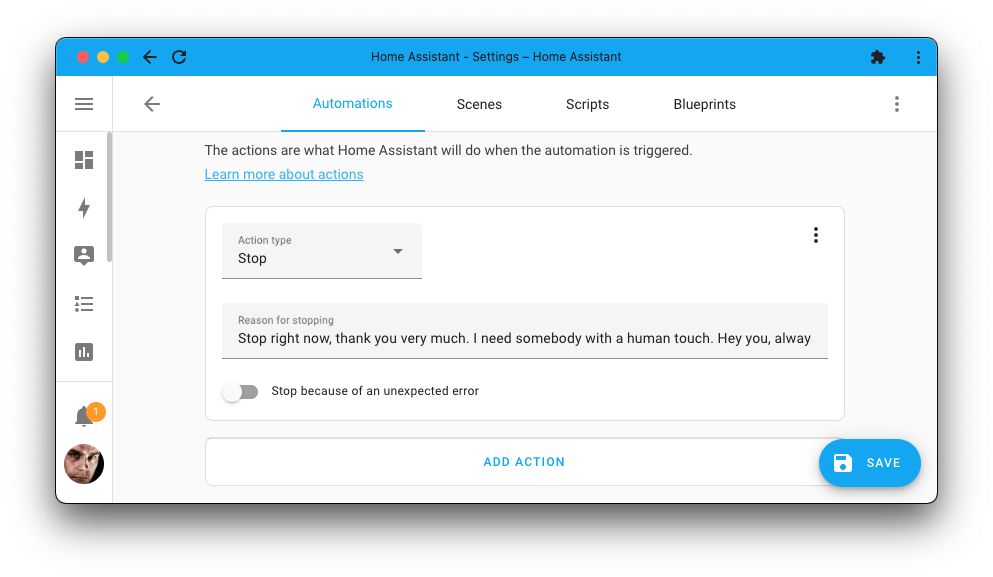 Home Assistant - Settings – Home Assistant
Automations
Scenes
Scripts
Blueprints
The actions are what Home Assistant will do when the automation is triggered.
Learn more about actions
Action type
Stop
Reason for stopping
Stop right now, thank you very much. I need somebody with a human touch. Hey you, alway
Stop because of an unexpected error
1
ADD ACTION
SAVE